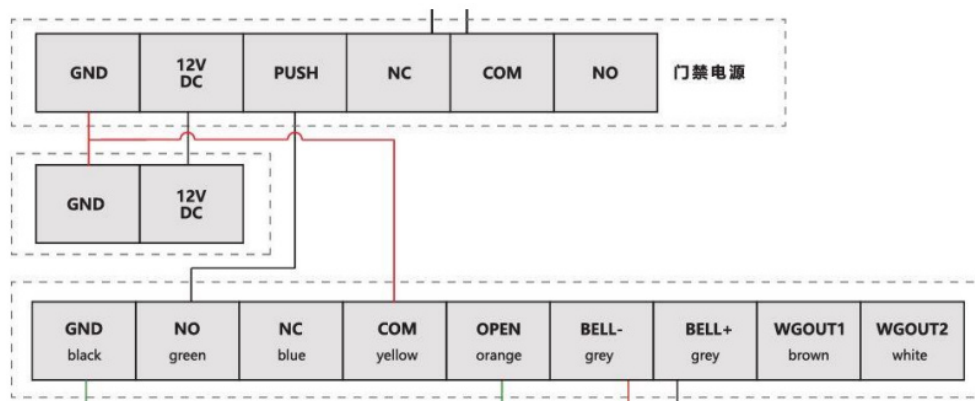 GND
12V
DC
PUSH
NC
COM
NO
门禁电源
GND
12V
DC
GND
black
NO
green
NC
blue
COM
yellow
OPEN
orange
BELL-
grey
BELL+
grey
WGOUT1
brown
WGOUT2
white